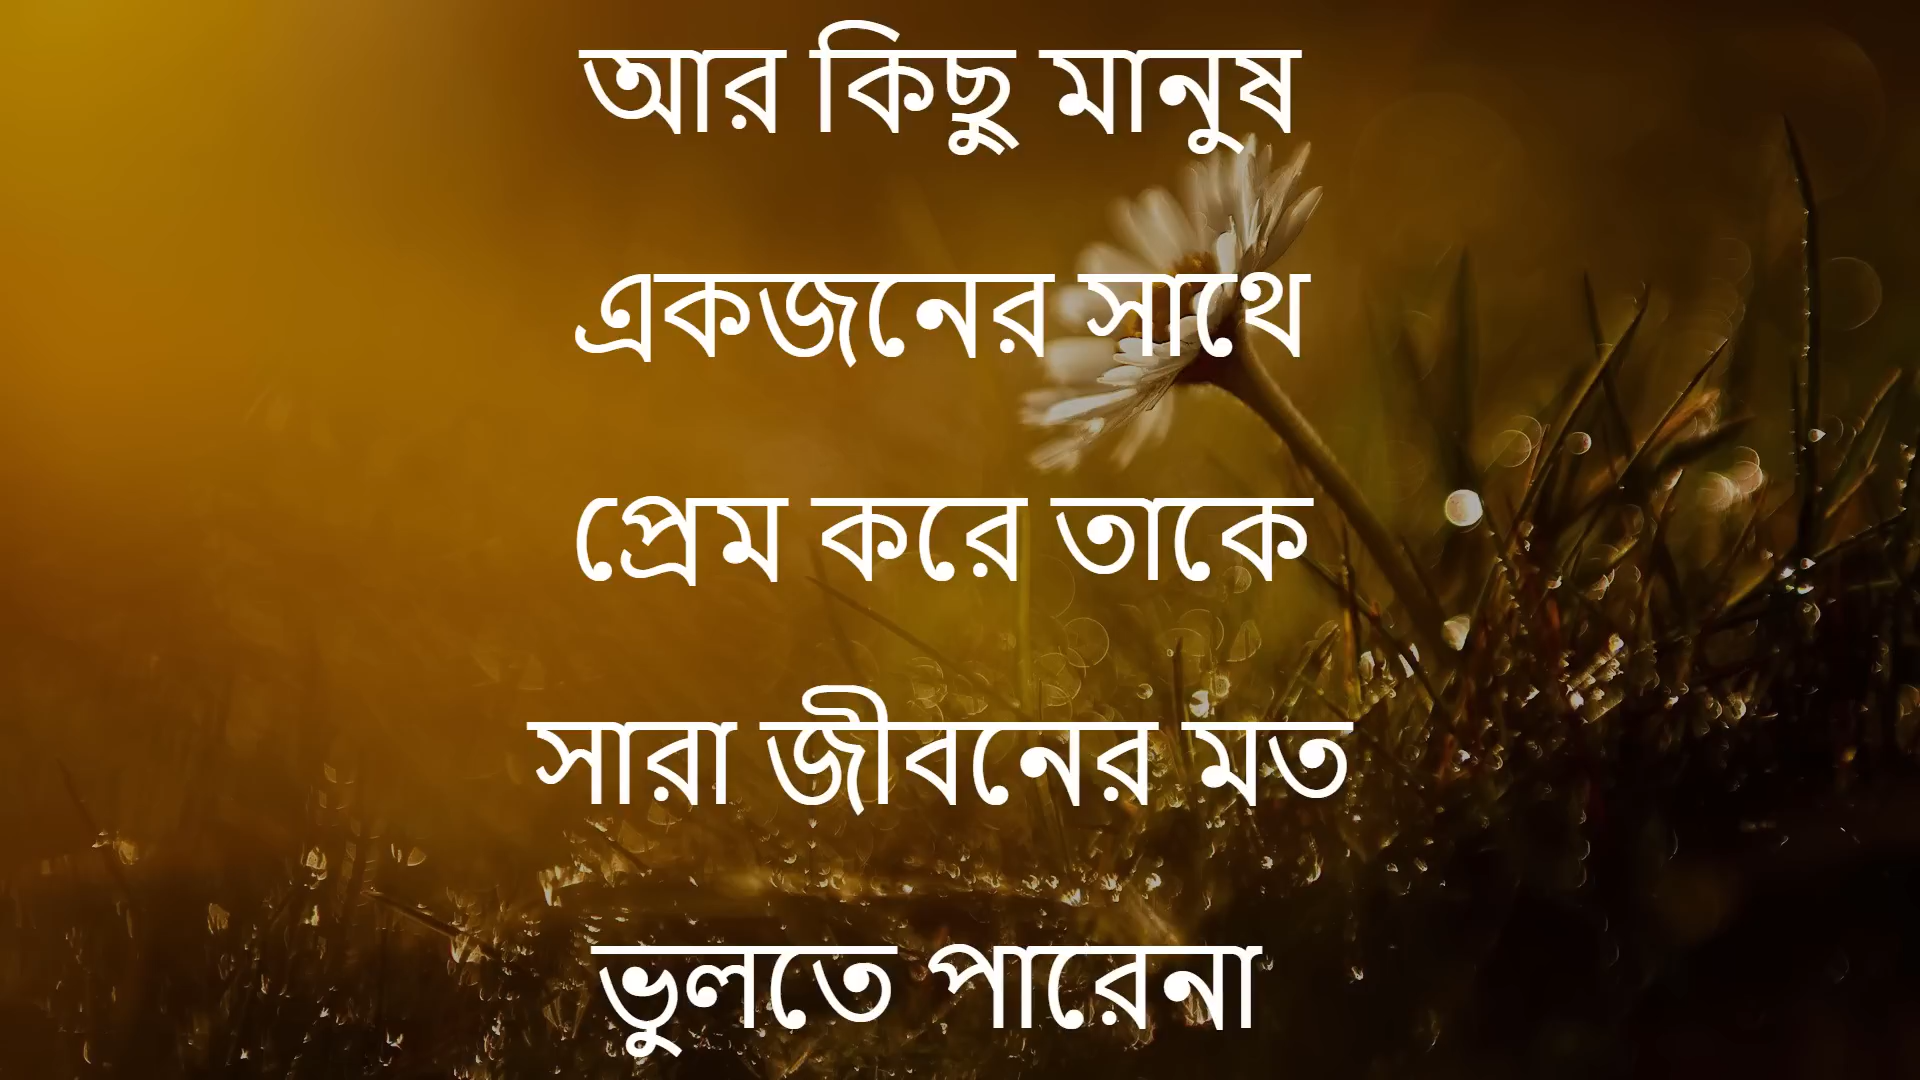 আর কিছু মানুষ
একজনের সাথে
প্রেম করে তাকে
সারা জীবনের মত
ভুলতে পারেনা